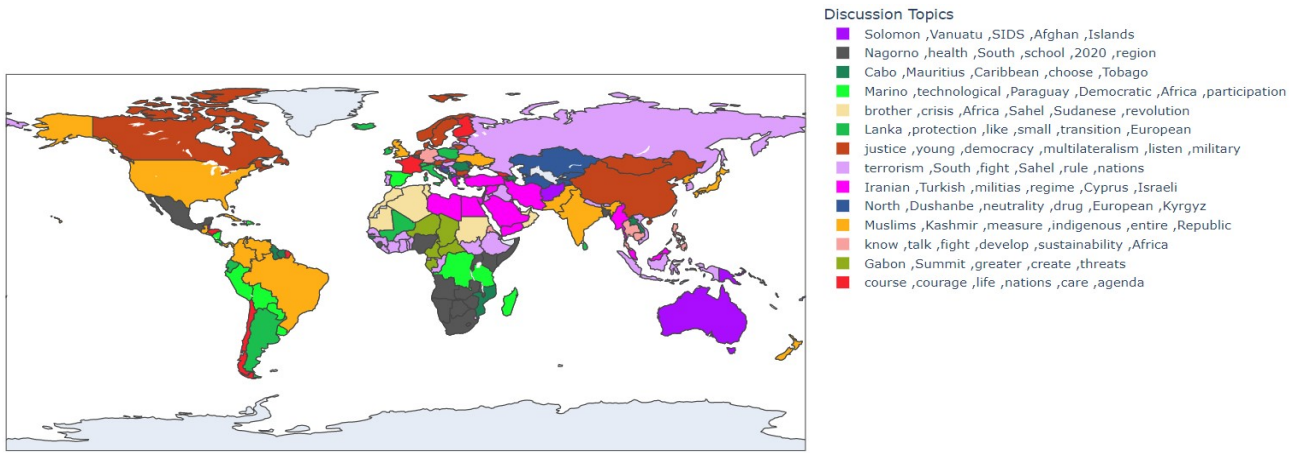 Discussion Topics
Solomon ,Vanuatu ,SIDS ,Afghan ,Islands
Nagorno ,health ,South ,school ,2020 ,region
Cabo ,Mauritius ,Caribbean ,choose ,Tobago
Marino ,technological ,Paraguay ,Democratic ,Africa ,participation
brother ,crisis ,Africa ,Sahel ,Sudanese ,revolution
Lanka ,protection ,like ,small ,transition ,European
justice ,young ,democracy ,multilateralism ,listen ,military
terrorism ,South ,fight ,Sahel ,rule ,nations
Iranian ,Turkish ,militias ,regime ,Cyprus ,Israeli
North ,Dushanbe ,neutrality ,drug ,European ,Kyrgyz
Muslims ,Kashmir ,measure ,indigenous ,entire ,Republic
know ,talk ,fight ,develop ,sustainability ,Africa
Gabon ,Summit ,greater ,create ,threats
course ,courage ,life ,nations ,care ,agenda